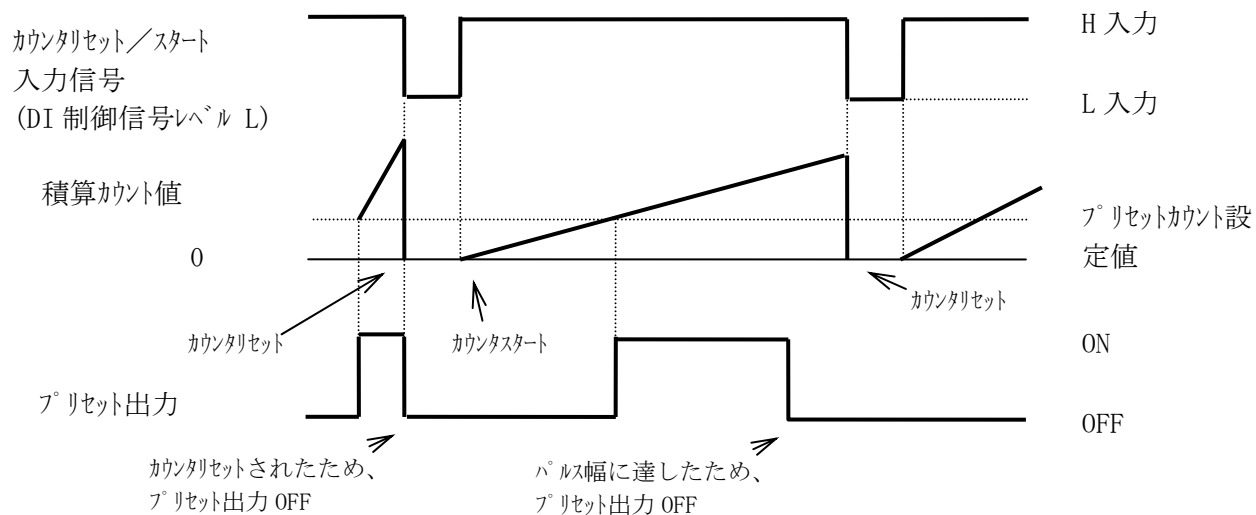 H 入力
ｶｳﾝﾀﾘｾｯﾄ／ｽﾀｰﾄ
入力信号
(DI 制御信号ﾚﾍﾞﾙ L)
L 入力
積算ｶｳﾝﾄ値
ﾌﾟﾘｾｯﾄｶｳﾝﾄ設
定値
0
ｶｳﾝﾀﾘｾｯﾄ
ｶｳﾝﾀﾘｾｯﾄ
ｶｳﾝﾀｽﾀｰﾄ
ON
ﾌﾟﾘｾｯﾄ出力
OFF
ｶｳﾝﾀﾘｾｯﾄされたため、
ﾌﾟﾘｾｯﾄ出力 OFF
ﾊﾟﾙｽ幅に達したため、
ﾌﾟﾘｾｯﾄ出力 OFF